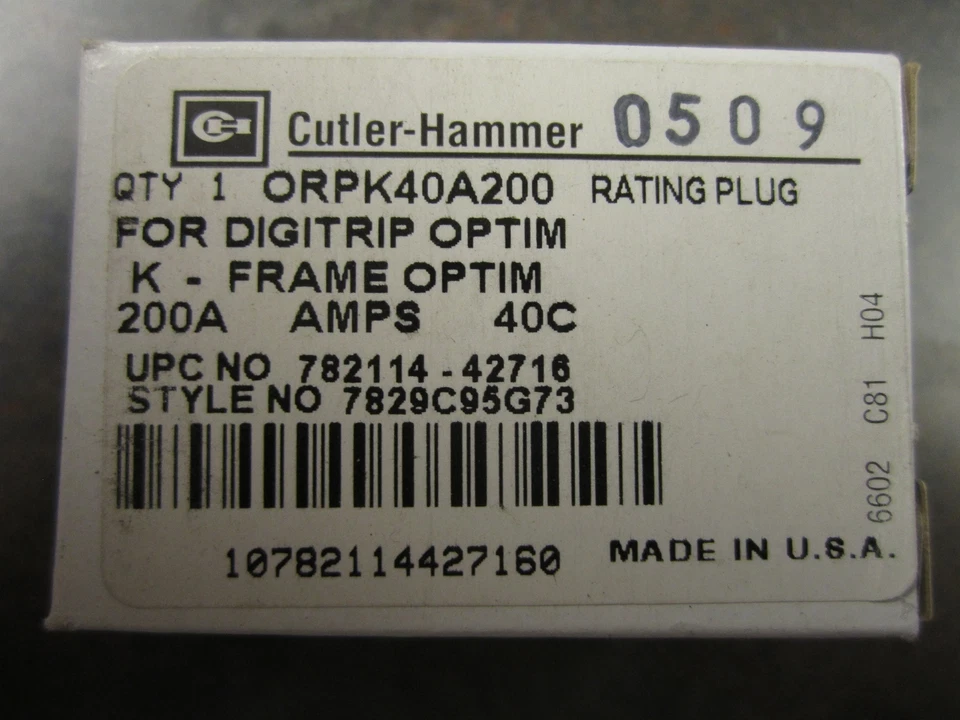 CH Cutler-Hammer 0509
QTY 1 ORPK40A200 RATING PLUG
FOR DIGITRIP OPTIM
K - FRAME OPTIM
200A AMPS 40C
UPC NO 782114-42716
STYLE NO 7829C95G73
10782114427160
MADE IN U.S.A.
6602 C81 H04